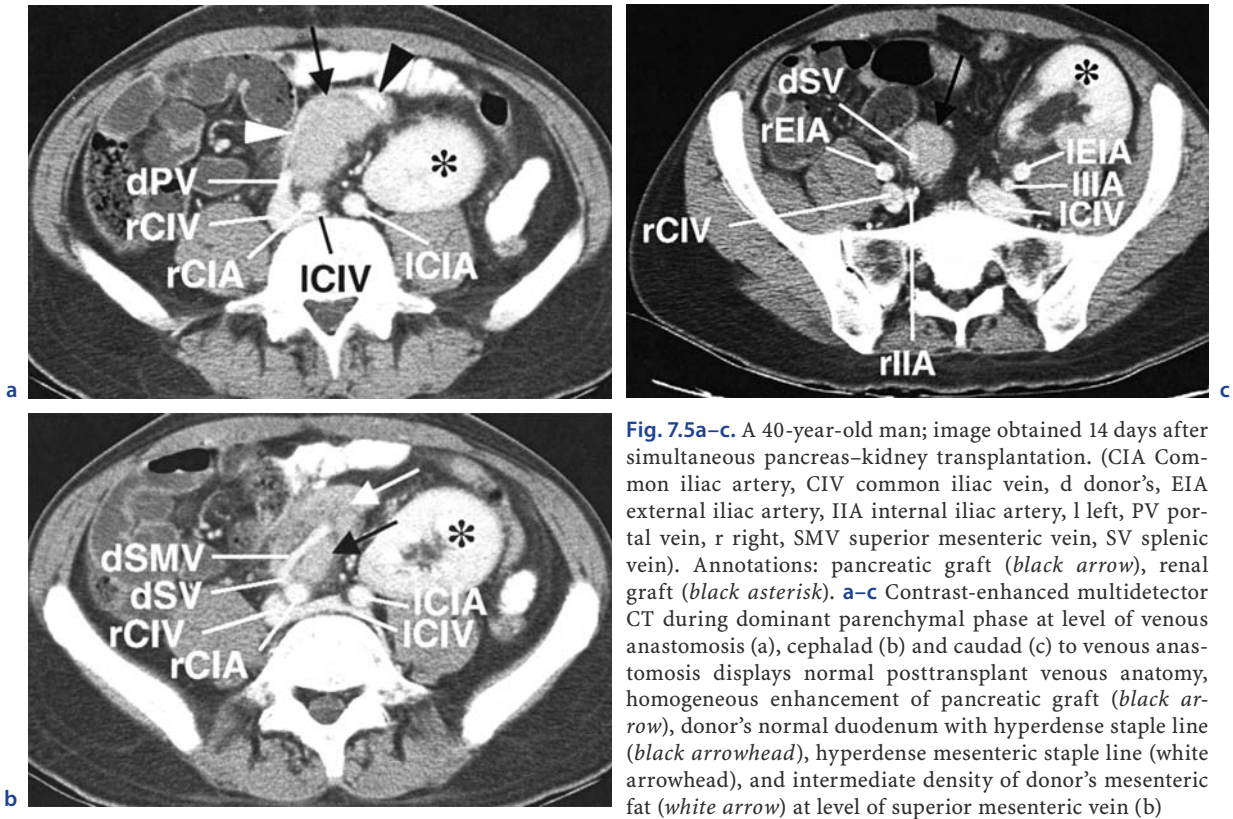 dPV
rCIV
rCIA
lCIV
lCIA
*
a
dSV
rEIA
rCIV
lEIA
lIIA
lCIV
rIIA
*
c
dSMV
dSV
rCIV
rCIA
lCIA
lCIV
*
b
Fig. 7.5a–c. A 40-year-old man; image obtained 14 days after
simultaneous pancreas–kidney transplantation. (CIA Com-
mon iliac artery, CIV common iliac vein, d donor's, EIA
external iliac artery, IIA internal iliac artery, l left, PV por-
tal vein, r right, SMV superior mesenteric vein, SV splenic
vein). Annotations: pancreatic graft (black arrow), renal
graft (black asterisk). a–c Contrast-enhanced multidetector
CT during dominant parenchymal phase at level of venous
anastomosis (a), cephalad (b) and caudad (c) to venous anas-
tomosis displays normal posttransplant venous anatomy,
homogeneous enhancement of pancreatic graft (black ar-
row), donor's normal duodenum with hyperdense staple line
(black arrowhead), hyperdense mesenteric staple line (white
arrowhead), and intermediate density of donor's mesenteric
fat (white arrow) at level of superior mesenteric vein (b)